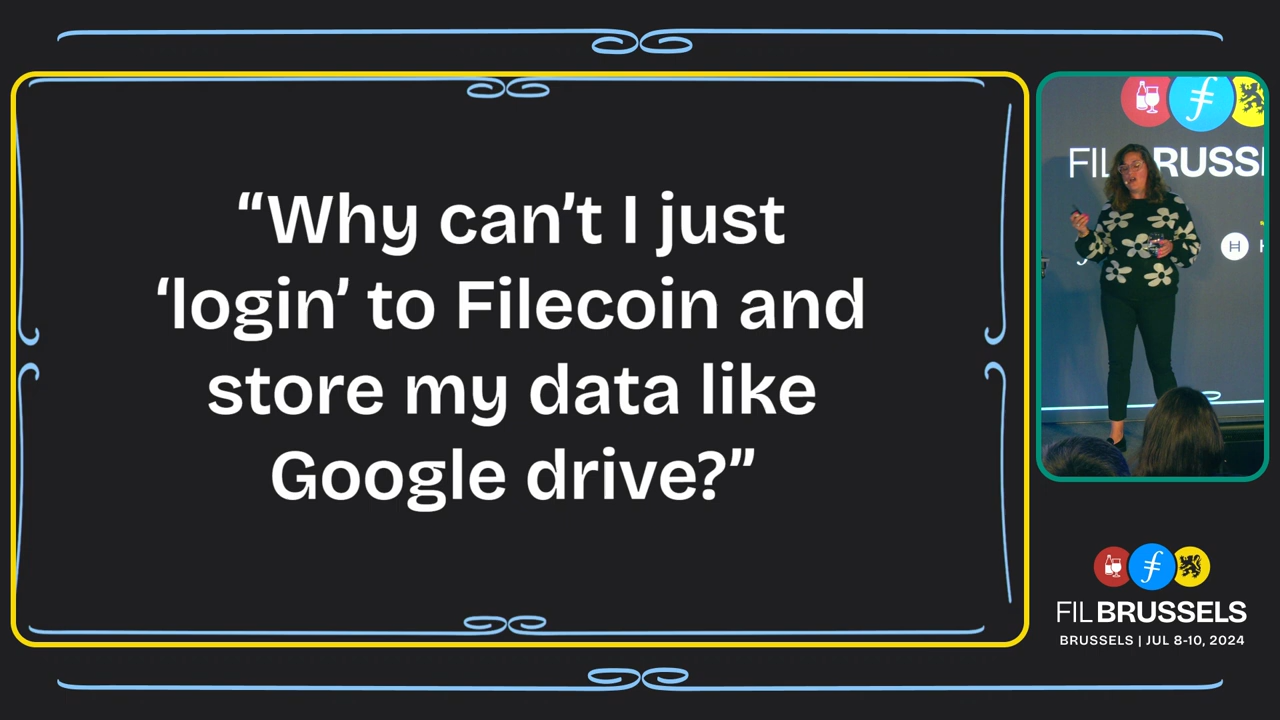 “Why can’t I just
‘login’ to Filecoin and
store my data like
Google drive?”
FIL BRUSSE
H
FIL BRUSSELS
BRUSSELS | JUL 8-10, 2024